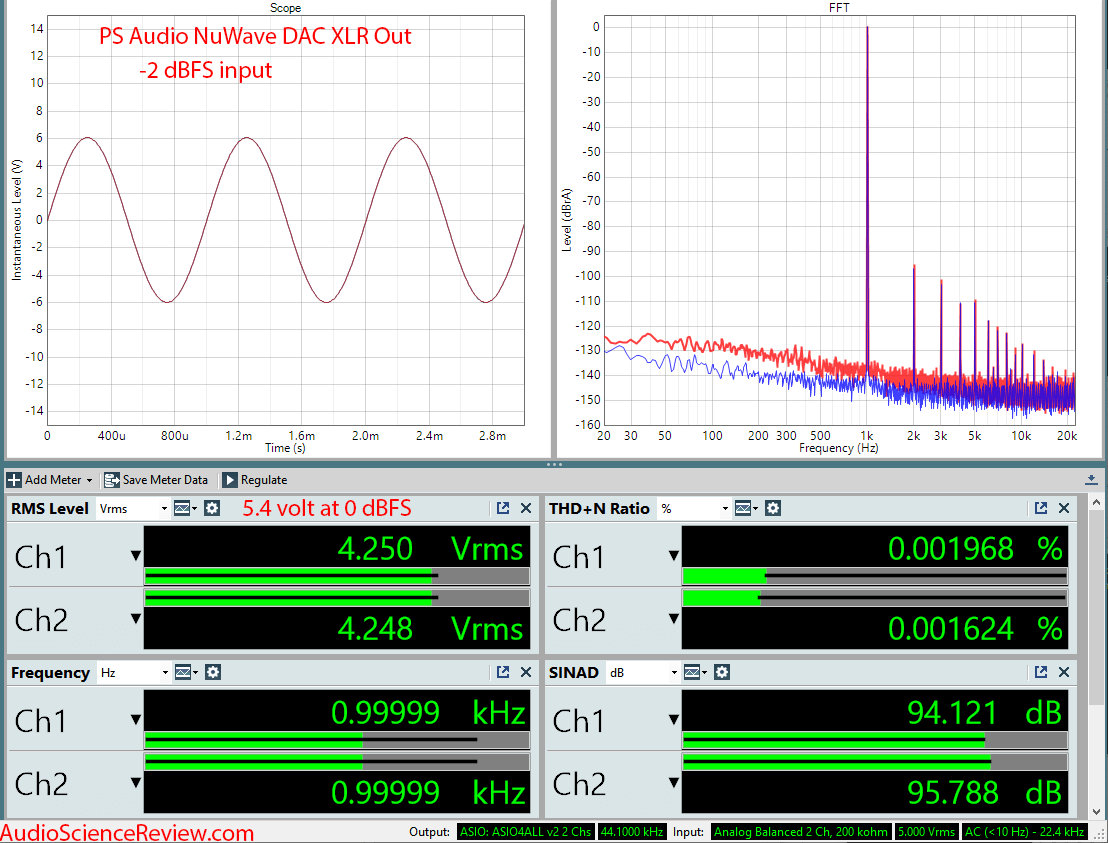 Scope
PS Audio NuWave DAC XLR Out
-2 dBFS input
Instantaneous Level (V)
14
12
10
8
6
4
2
0
-2
-4
-6
-8
-10
-12
-14
0 400u 800u 1.2m 1.6m 2.0m 2.4m 2.8m
Time (s)
FFT
Level (dBrA)
0
-10
-20
-30
-40
-50
-60
-70
-80
-90
-100
-110
-120
-130
-140
-150
-160
20 30 50 100 200 300 500 1k 2k 3k 5k 10k 20k
Frequency (Hz)
Add Meter Save Meter Data Regulate
RMS Level Vrms 5.4 volt at 0 dBFS
Ch1 4.250 Vrms
Ch2 4.248 Vrms
THD+N Ratio %
Ch1 0.001968 %
Ch2 0.001624 %
Frequency Hz
Ch1 0.99999 kHz
Ch2 0.99999 kHz
SINAD dB
Ch1 94.121 dB
Ch2 95.788 dB
AudioScienceReview.com
Output: ASIO: ASIO4ALL v2 2 Chs 44.1000 kHz Input: Analog Balanced 2 Ch, 200 kohm 5.000 Vrms AC (<10 Hz) - 22.4 kHz